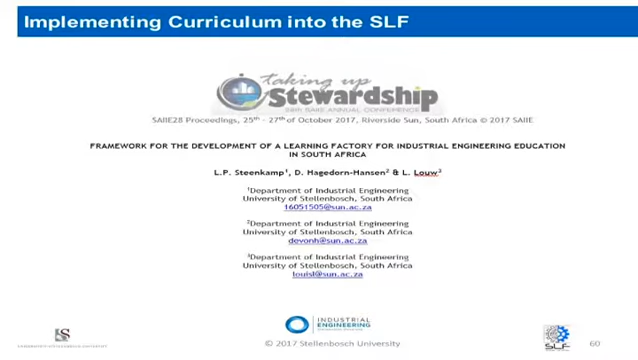 Implementing Curriculum into the SLF
taking up
Stewardship
28TH SAIIE ANNUAL CONFERENCE
SAIIE28 Proceedings, 25th - 27th of October 2017, Riverside Sun, South Africa © 2017 SAIIE
FRAMEWORK FOR THE DEVELOPMENT OF A LEARNING FACTORY FOR INDUSTRIAL ENGINEERING EDUCATION
IN SOUTH AFRICA
L.P. Steenkamp1, D. Hagedorn-Hansen2 & L. Louw3
1Department of Industrial Engineering
University of Stellenbosch, South Africa
16051505@sun.ac.za
2Department of Industrial Engineering
University of Stellenbosch, South Africa
devonh@sun.ac.za
3Department of Industrial Engineering
University of Stellenbosch, South Africa
louisl@sun.ac.za
INDUSTRIAL
ENGINEERING
SLF
© 2017 Stellenbosch University
60